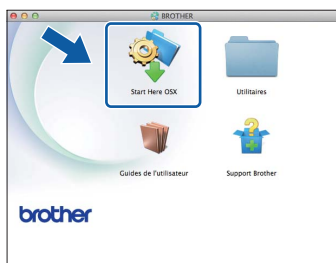 BROTHER
Start Here OSX
Utilitaires
Guides de l'utilisateur
Support Brother
brother